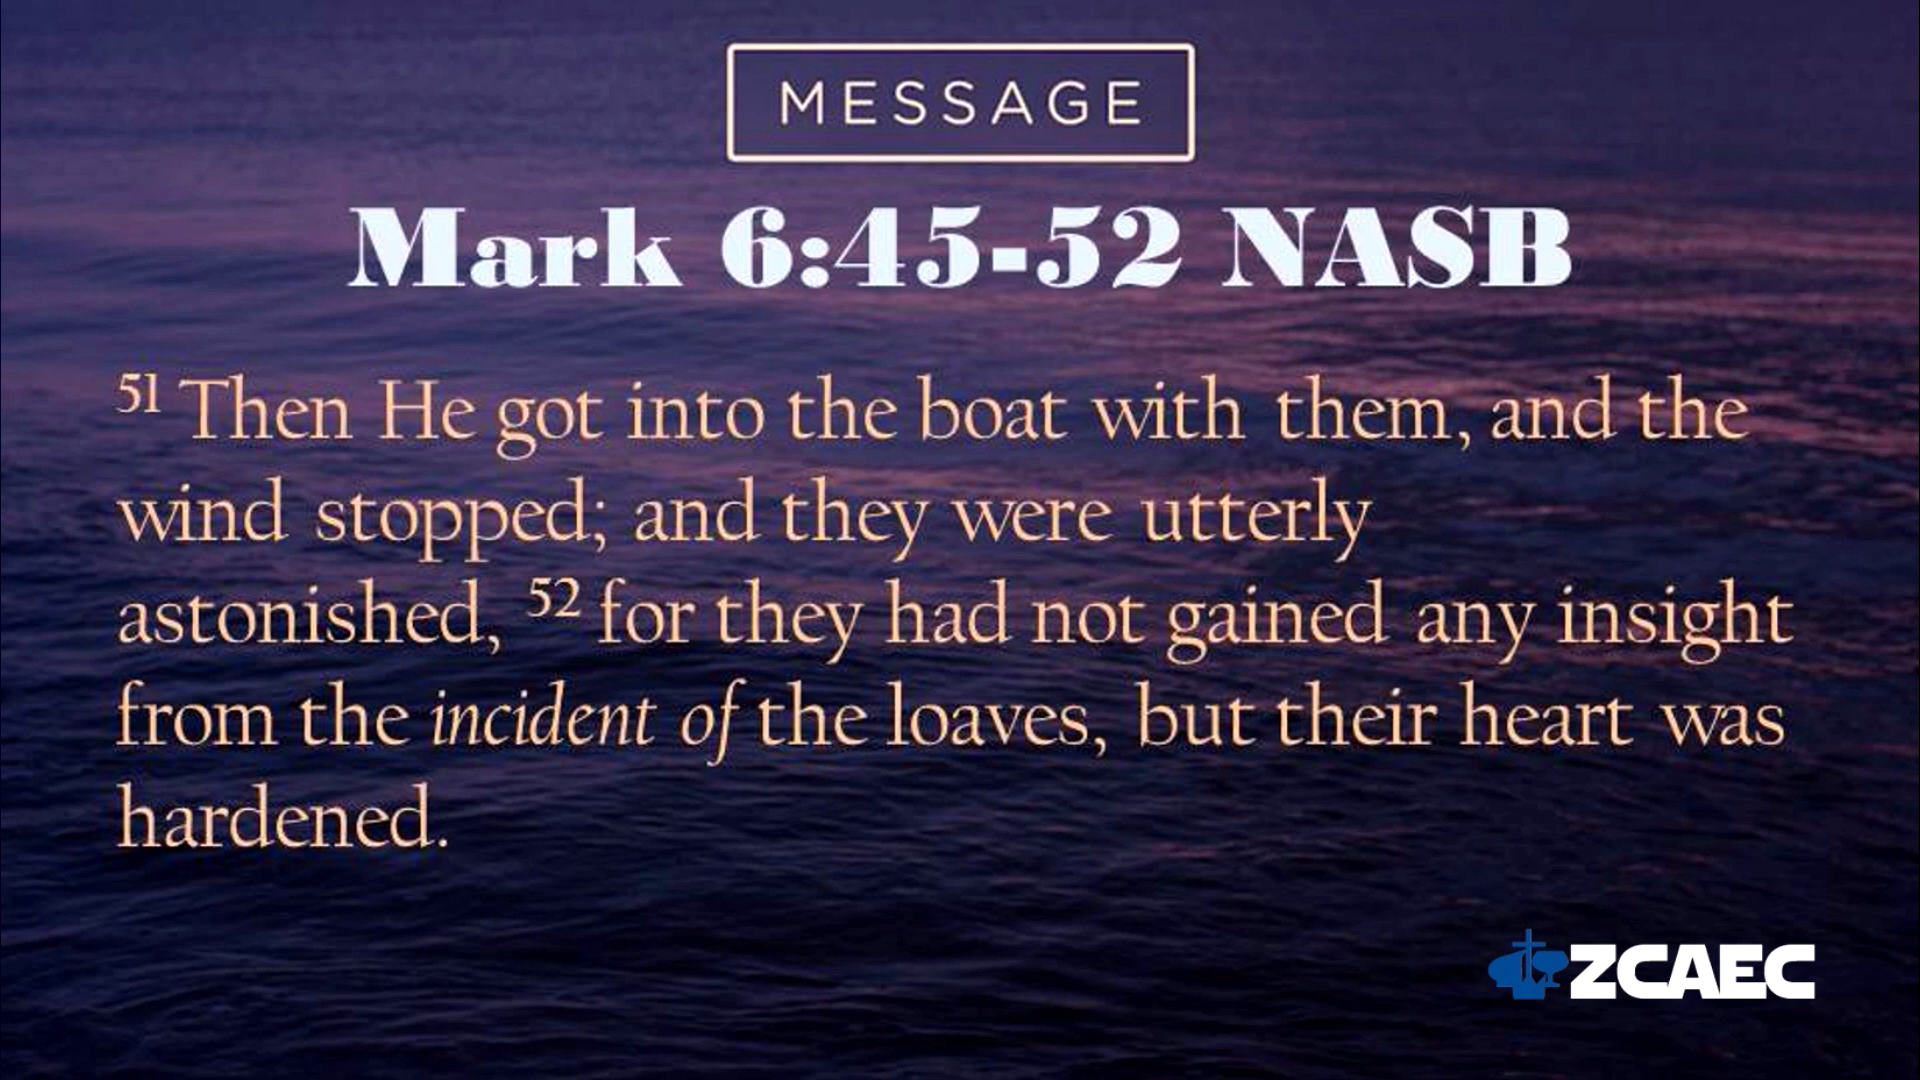 MESSAGE
Mark 6:45-52 NASB
51 Then He got into the boat with them, and the
wind stopped; and they were utterly
astonished, 52 for they had not gained any insight
from the incident of the loaves, but their heart was
hardened.
ZCAEC